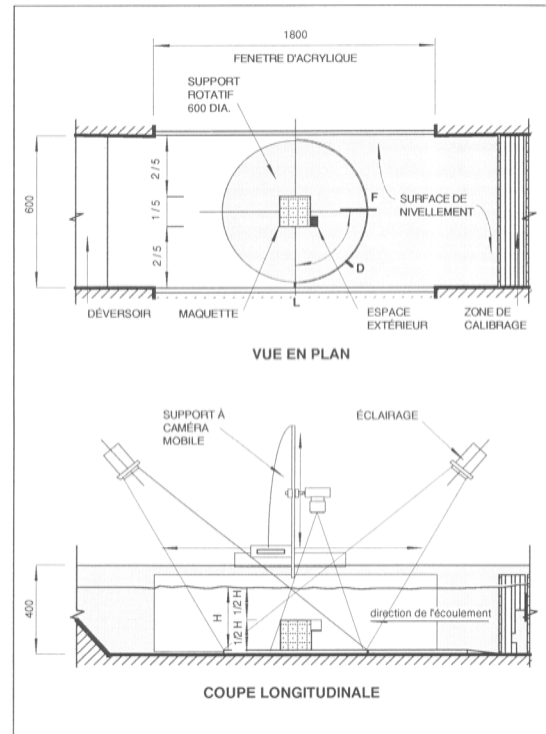 1800
FENETRE D'ACRYLIQUE
SUPPORT
ROTATIF
600 DIA.
600
2/5
1/5
2/5
F
SURFACE DE
NIVELLEMENT
D
L
DÉVERSOIR
MAQUETTE
ESPACE
EXTÉRIEUR
ZONE DE
CALIBRAGE
VUE EN PLAN
SUPPORT À
CAMÉRA
MOBILE
ÉCLAIRAGE
400
H
1/2 H
1/2 H
direction de l'écoulement
COUPE LONGITUDINALE